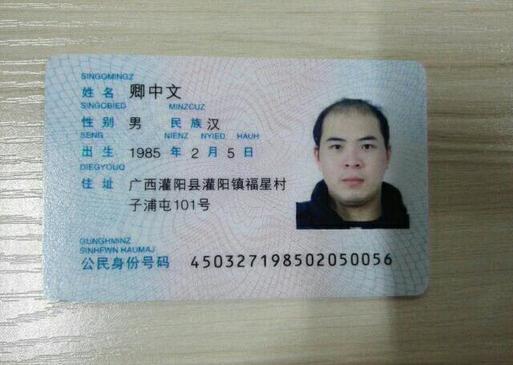 SINGQMINGZ
姓名 卿中文
SINGQBIED MINZCUZ
性别 男 民族 汉
SENG NIENZ NYIED HAUH
出生 1985 年 2 月 5 日
DIEGYOUQ
住址 广西灌阳县灌阳镇福星村
子浦屯101号
GUNGHMINZ
SINHFWN HAUMAJ
公民身份号码 450327198502050056